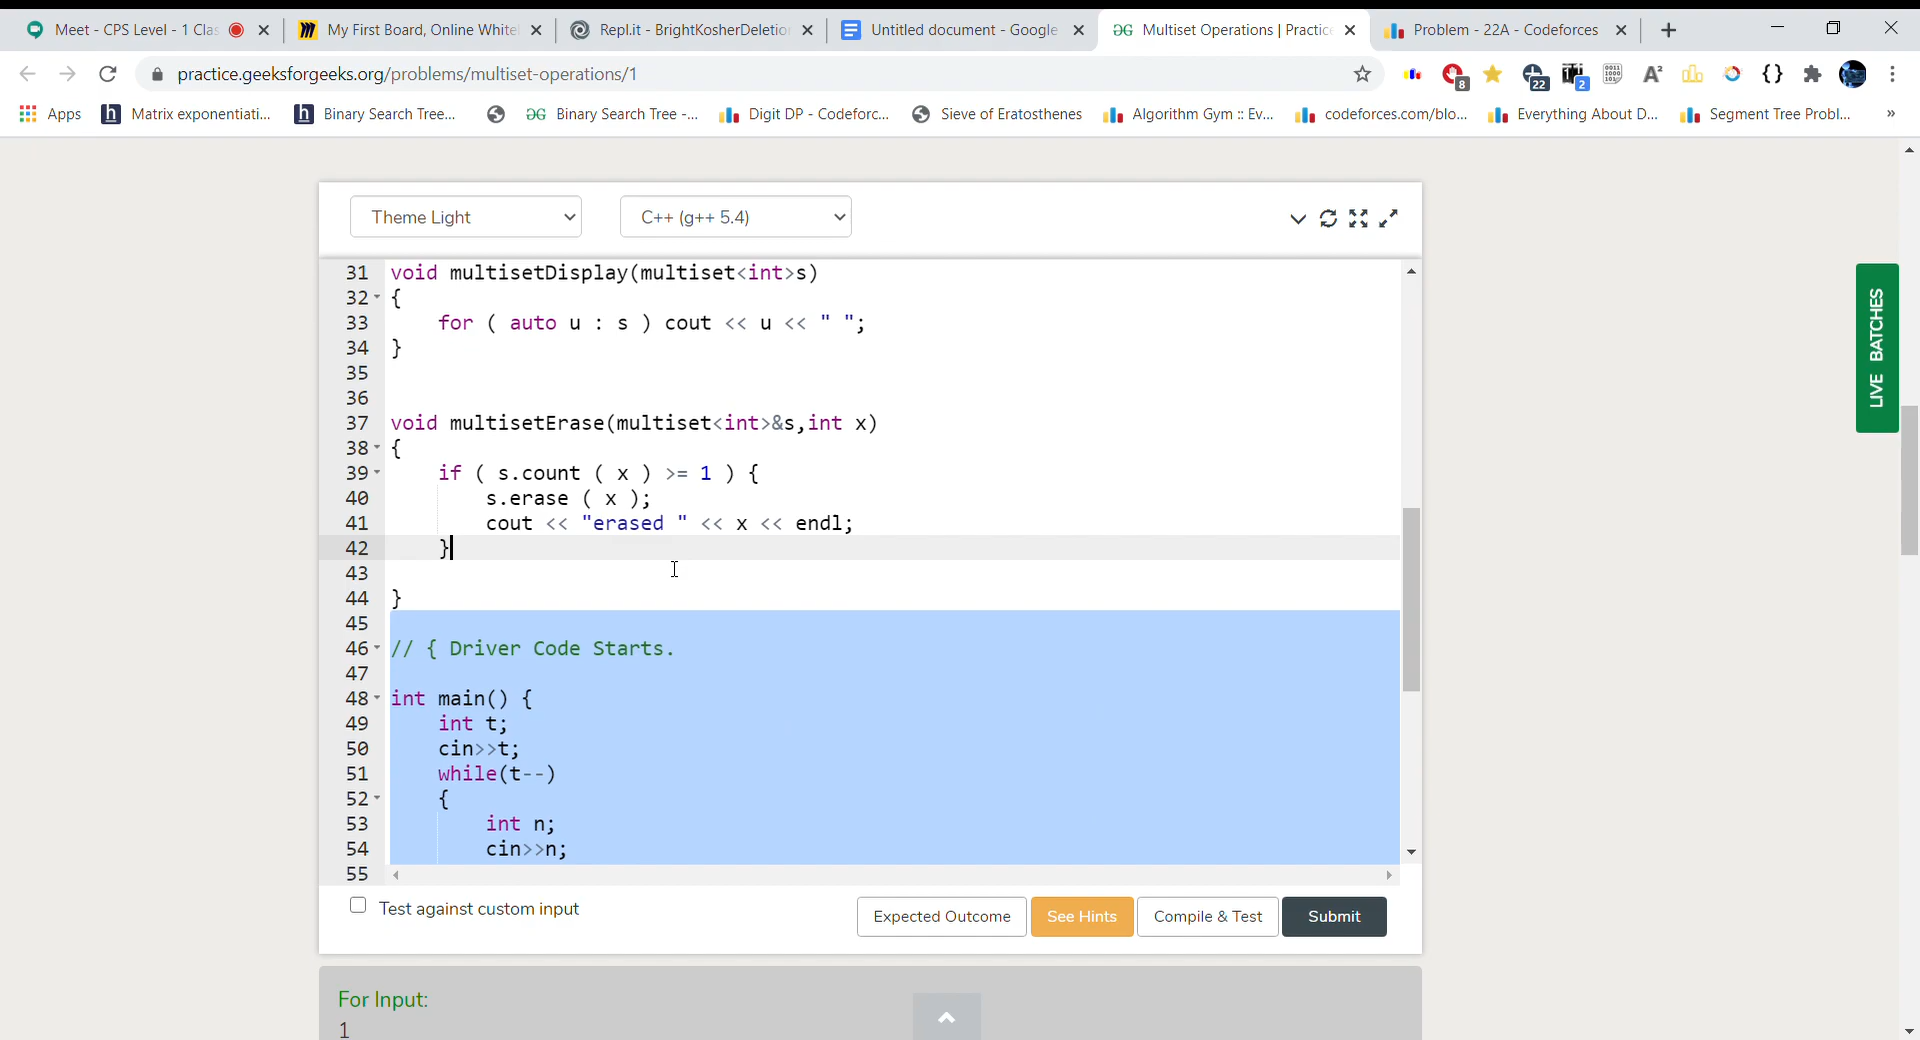 Meet - CPS Level - 1 Clas
My First Board, Online White
Repl.it - BrightKosherDeletio
Untitled document - Google
Multiset Operations | Practic
Problem - 22A - Codeforces
practice.geeksforgeeks.org/problems/multiset-operations/1
8
22
2
Apps
Matrix exponentiati...
Binary Search Tree...
Binary Search Tree -...
Digit DP - Codeforc...
Sieve of Eratosthenes
Algorithm Gym :: Ev...
codeforces.com/blo...
Everything About D...
Segment Tree Probl...
»
Theme Light
C++ (g++ 5.4)
31 void multisetDisplay(multiset<int>s)
32 {
33 for ( auto u : s ) cout << u << " ";
34 }
35
36
37 void multisetErase(multiset<int>&s,int x)
38 {
39 if ( s.count ( x ) >= 1 ) {
40 s.erase ( x );
41 cout << "erased " << x << endl;
42 }
43
44 }
45
46 // { Driver Code Starts.
47
48 int main() {
49 int t;
50 cin>>t;
51 while(t--)
52 {
53 int n;
54 cin>>n;
55
LIVE BATCHES
Test against custom input
Expected Outcome
See Hints
Compile & Test
Submit
For Input:
1